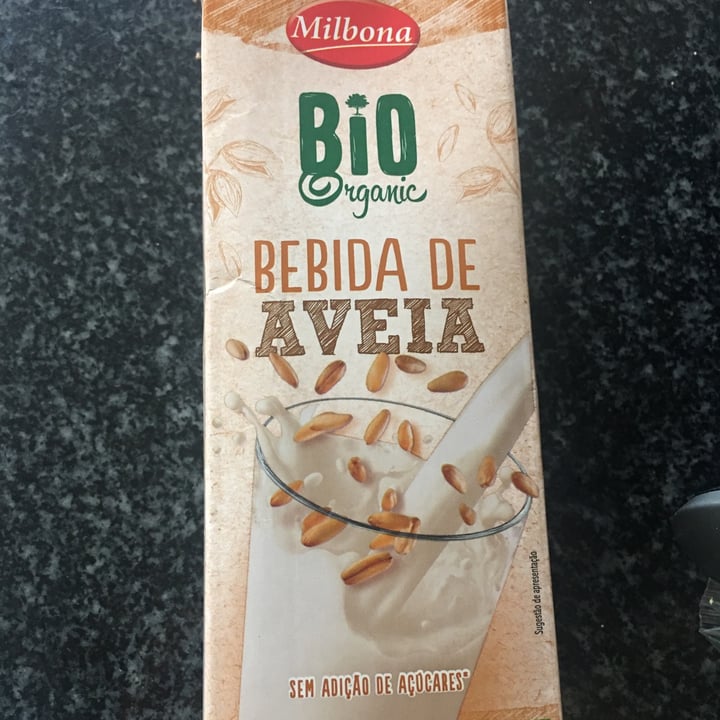 Milbona
BiO
Organic
BEBIDA DE
AVEIA
Sugestão de apresentação
SEM ADIÇÃO DE AÇÚCARES*